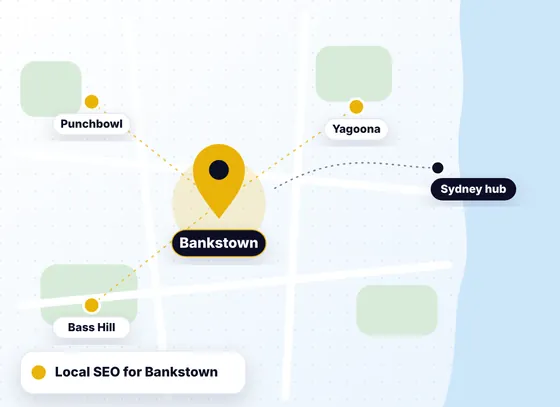 Punchbowl
Yagoona
Sydney hub
Bankstown
Bass Hill
Local SEO for Bankstown